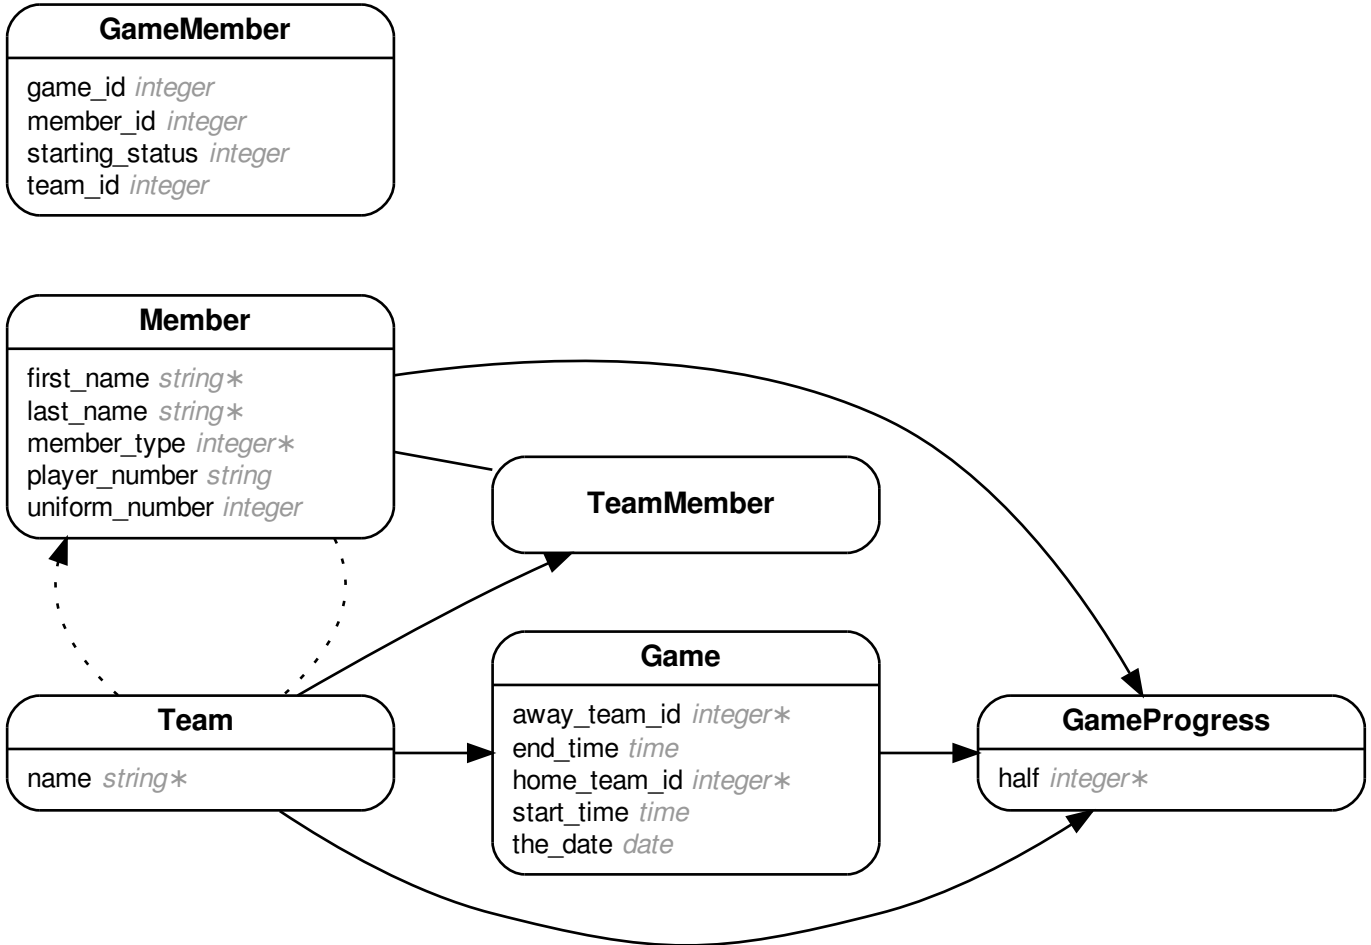 GameMember
game_id integer
member_id integer
starting_status integer
team_id integer
Member
first_name string∗
last_name string∗
member_type integer∗
player_number string
uniform_number integer
TeamMember
Team
name string∗
Game
away_team_id integer∗
end_time time
home_team_id integer∗
start_time time
the_date date
GameProgress
half integer∗